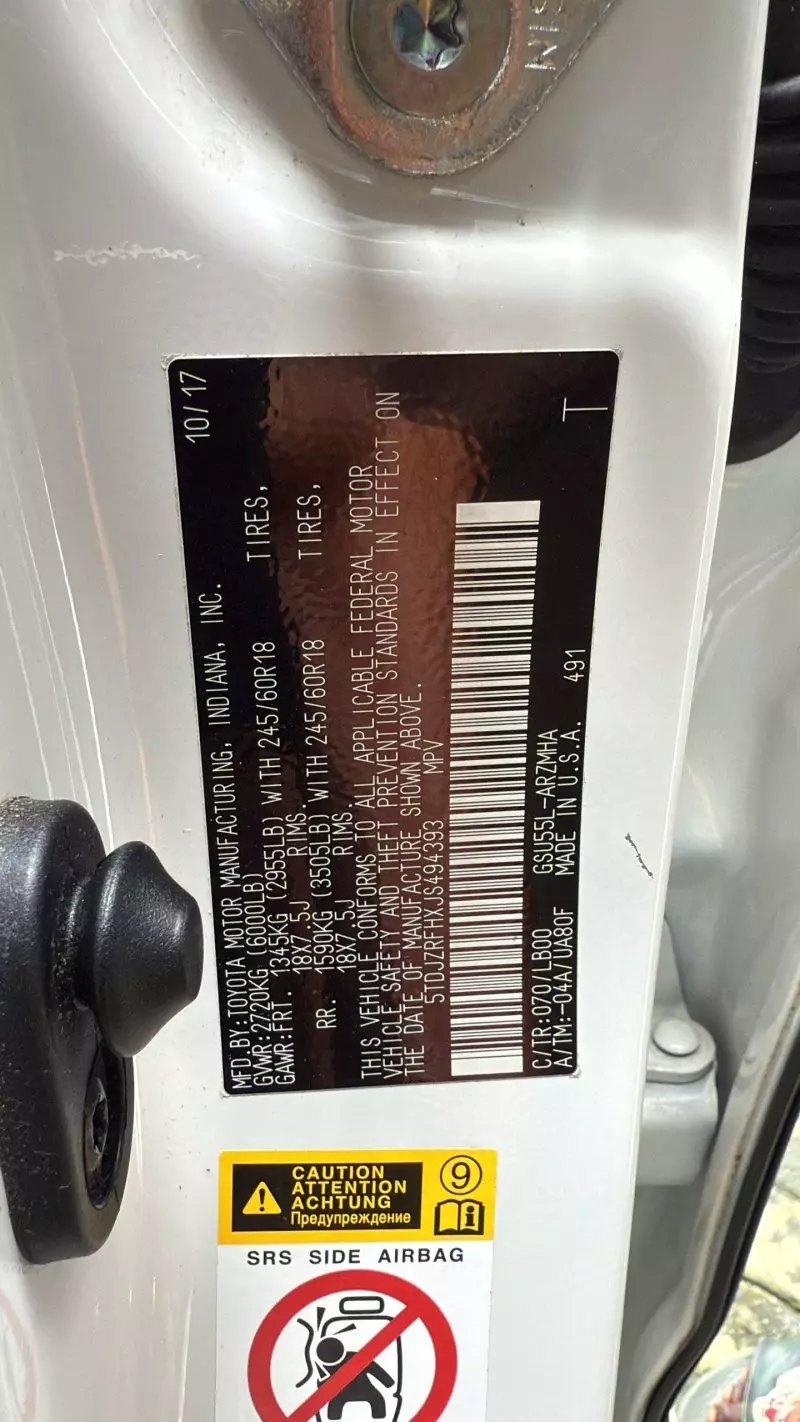 NISIM
10/17
MFD.BY:TOYOTA MOTOR MANUFACTURING, INDIANA, INC.
GVWR:2720KG (6000LB)
GAWR:FRT. 1345KG (2955LB) WITH 245/60R18 TIRES,
18X7.5J RIMS.
RR. 1590KG (3505LB) WITH 245/60R18 TIRES,
18X7.5J RIMS.
THIS VEHICLE CONFORMS TO ALL APPLICABLE FEDERAL MOTOR
VEHICLE SAFETY AND THEFT PREVENTION STANDARDS IN EFFECT ON
THE DATE OF MANUFACTURE SHOWN ABOVE.
5TDJZRFHXJS494393 MPV
C/TR:070/LB00 GSU55L-ARZMHA
A/TM:-04A/UA80F MADE IN U.S.A. 491
T
CAUTION
ATTENTION
ACHTUNG
Предупреждение
9
i
SRS SIDE AIRBAG